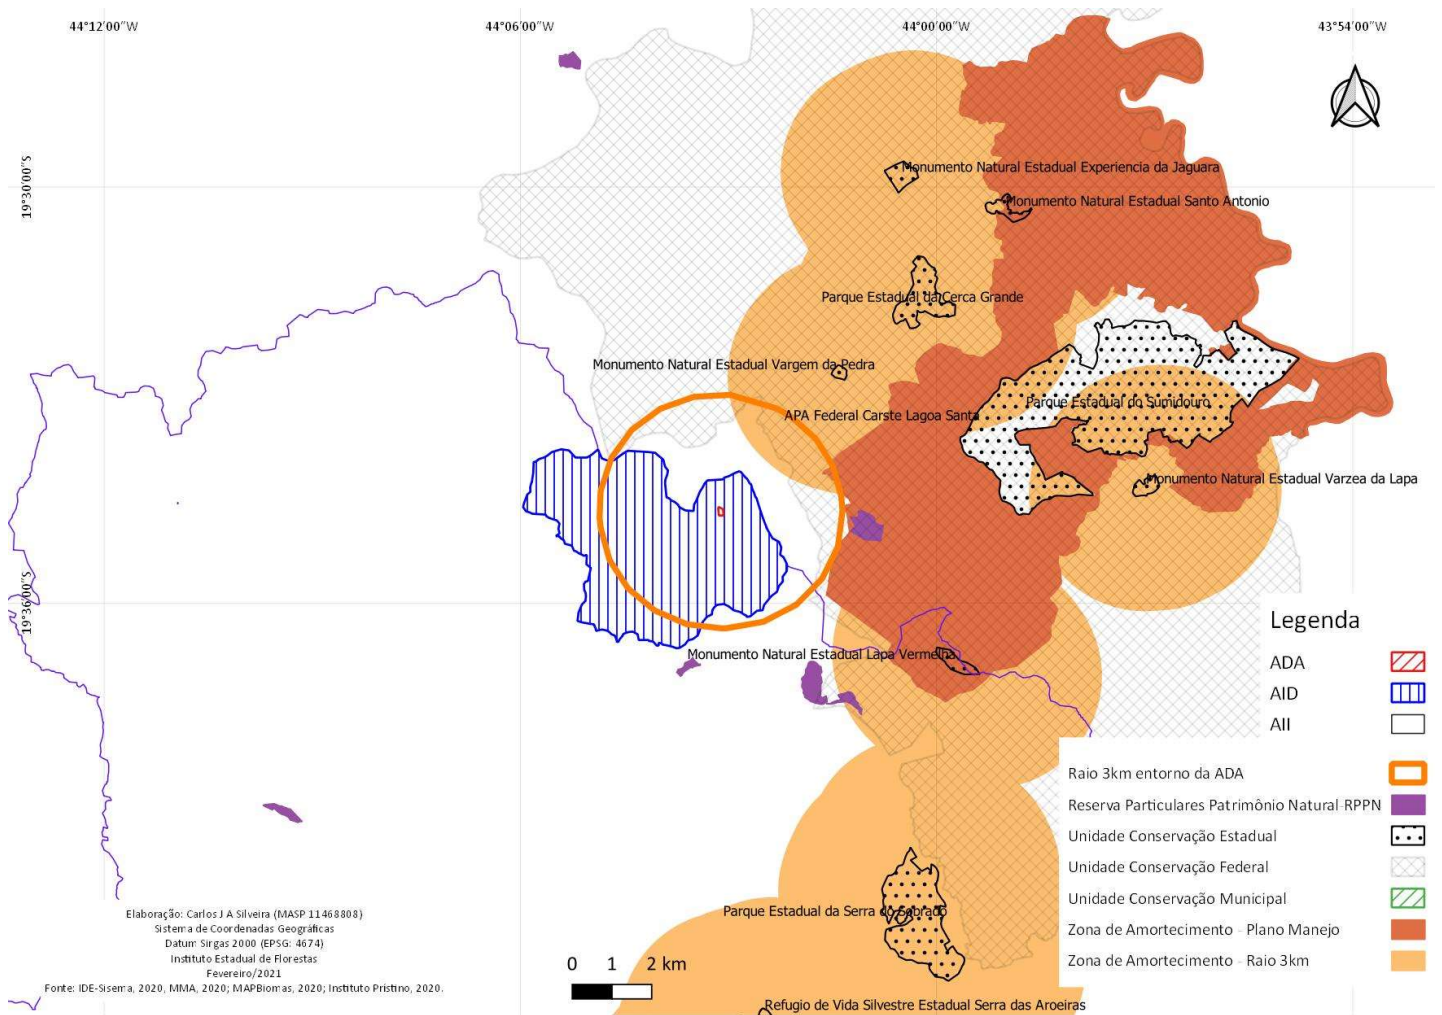 44°12'00''W
44°06'00''W
44°00'00''W
43°54'00''W
19°30'00''S
Monumento Natural Estadual Experiencia da Jaguara
Monumento Natural Estadual Santo Antonio
Parque Estadual da Cerca Grande
Monumento Natural Estadual Vargem da Pedra
APA Federal Carste Lagoa Santa
Parque Estadual do Sumidouro
Monumento Natural Estadual Varzea da Lapa
19°36'00''S
Monumento Natural Estadual Lapa Vermelha
Legenda
ADA
AID
AII
Raio 3km entorno da ADA
Reserva Particulares Patrimônio Natural-RPPN
Unidade Conservação Estadual
Unidade Conservação Federal
Unidade Conservação Municipal
Zona de Amortecimento - Plano Manejo
Zona de Amortecimento - Raio 3km
Parque Estadual da Serra do Sobrado
Elaboração: Carlos J A Silveira (MASP 11468808)
Sistema de Coordenadas Geográficas
Datum Sirgas 2000 (EPSG: 4674)
Instituto Estadual de Florestas
Fevereiro/2021
Fonte: IDE-Sisema, 2020, MMA, 2020; MAPBiomas, 2020; Instituto Pristino, 2020.
0 1 2 km
Refugio de Vida Silvestre Estadual Serra das Aroeiras